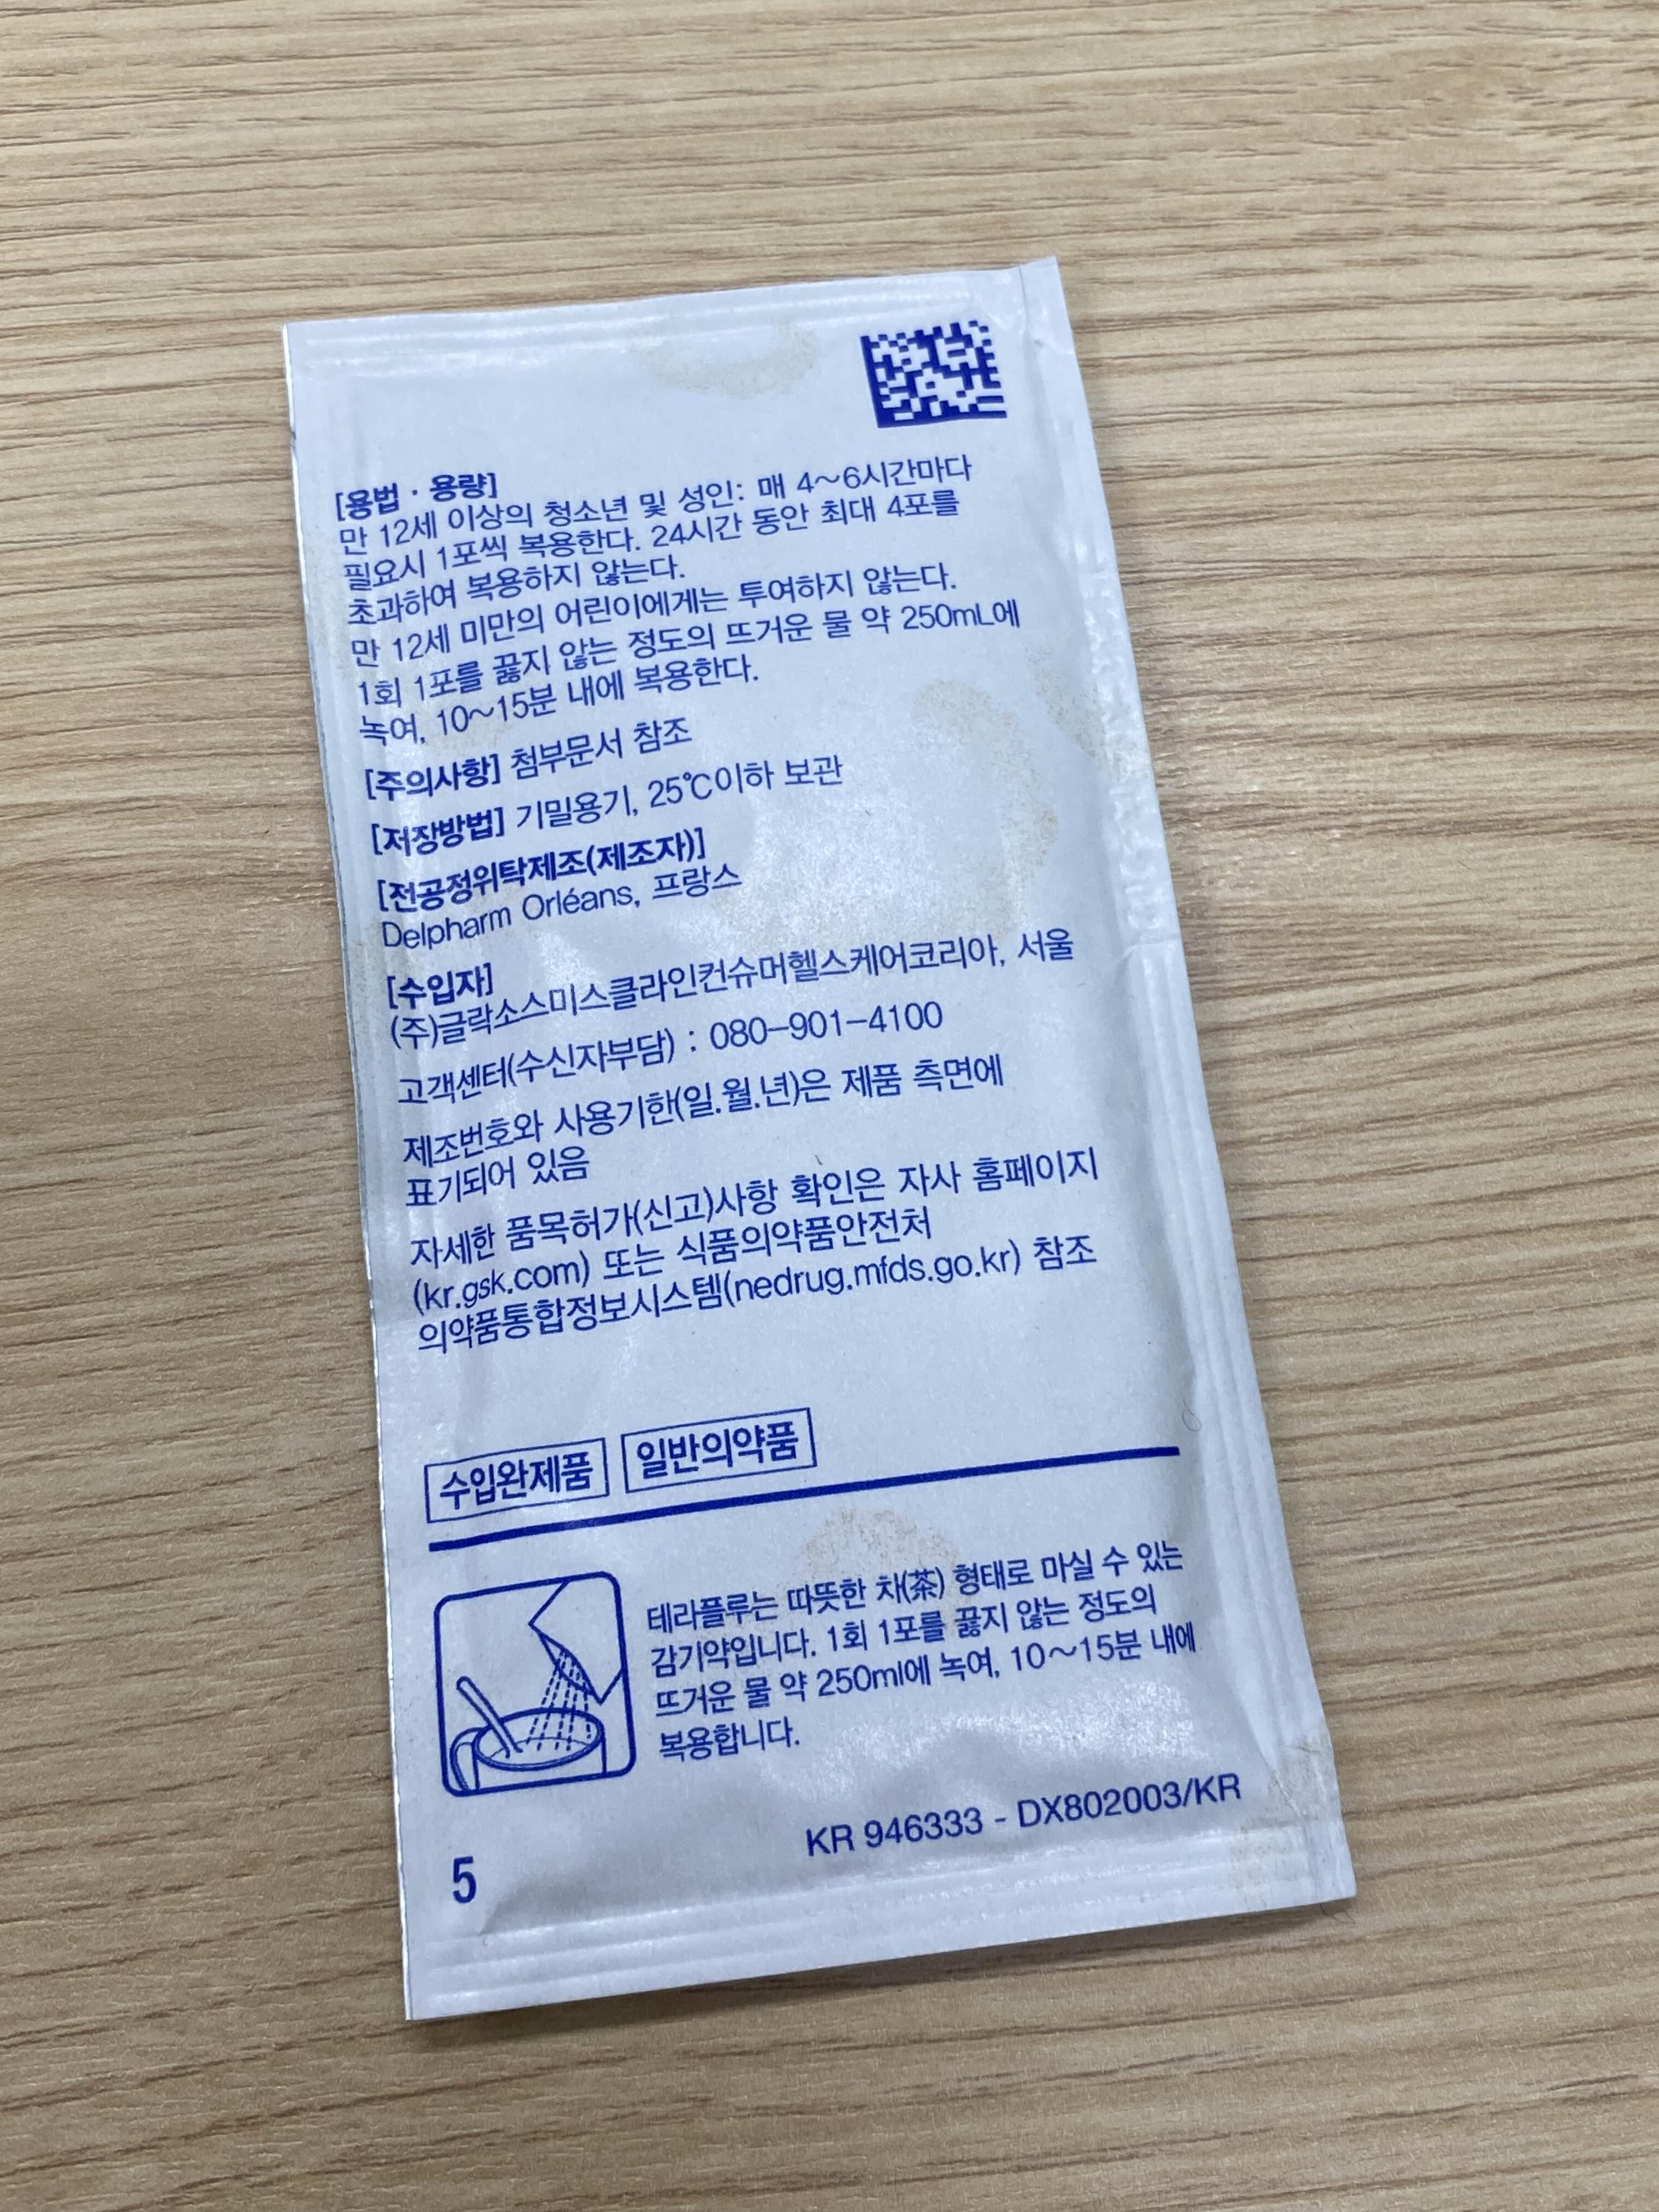 [용법 · 용량]
만 12세 이상의 청소년 및 성인: 매 4~6시간마다
필요시 1포씩 복용한다. 24시간 동안 최대 4포를
초과하여 복용하지 않는다.
만 12세 미만의 어린이에게는 투여하지 않는다.
1회 1포를 끓지 않는 정도의 뜨거운 물 약 250mL에
녹여, 10~15분 내에 복용한다.
[주의사항] 첨부문서 참조
[저장방법] 기밀용기, 25℃이하 보관
[전공정위탁제조(제조자)]
Delpharm Orléans, 프랑스
[수입자]
(주)글락소스미스클라인컨슈머헬스케어코리아, 서울
고객센터(수신자부담) : 080-901-4100
제조번호와 사용기한(일.월.년)은 제품 측면에
표기되어 있음
자세한 품목허가(신고)사항 확인은 자사 홈페이지
(kr.gsk.com) 또는 식품의약품안전처
의약품통합정보시스템(nedrug.mfds.go.kr) 참조
수입완제품 일반의약품
테라플루는 따뜻한 차(茶) 형태로 마실 수 있는
감기약입니다. 1회 1포를 끓지 않는 정도의
뜨거운 물 약 250ml에 녹여, 10~15분 내에
복용합니다.
KR 946333 - DX802003/KR
5